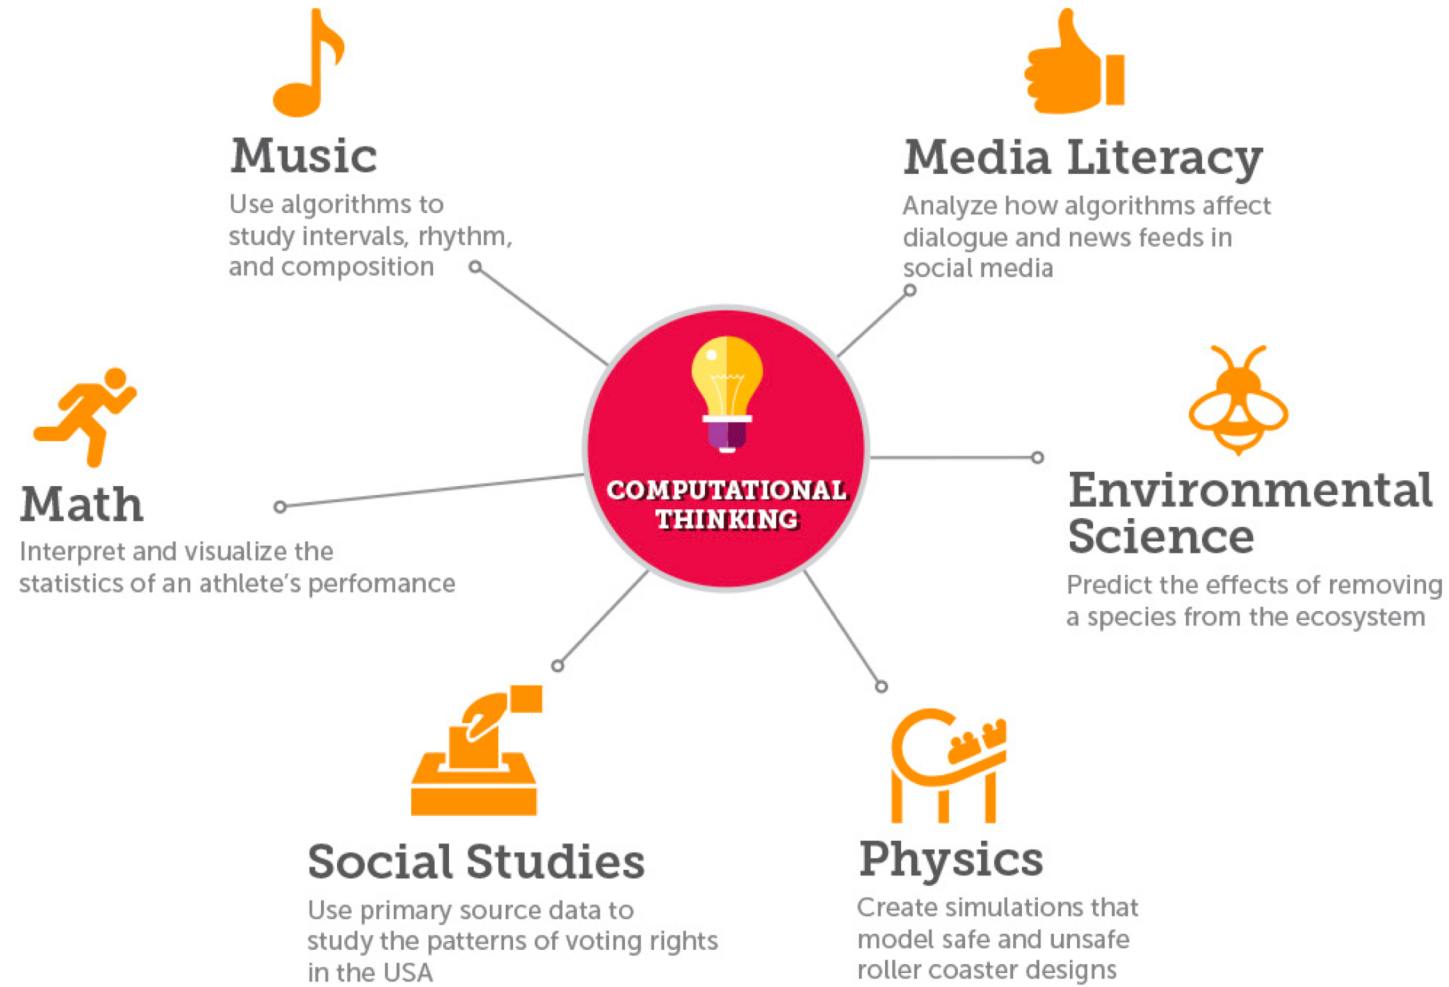 Music
Use algorithms to
study intervals, rhythm,
and composition
Media Literacy
Analyze how algorithms affect
dialogue and news feeds in
social media
COMPUTATIONAL
THINKING
Math
Interpret and visualize the
statistics of an athlete's perfomance
Environmental
Science
Predict the effects of removing
a species from the ecosystem
Social Studies
Use primary source data to
study the patterns of voting rights
in the USA
Physics
Create simulations that
model safe and unsafe
roller coaster designs